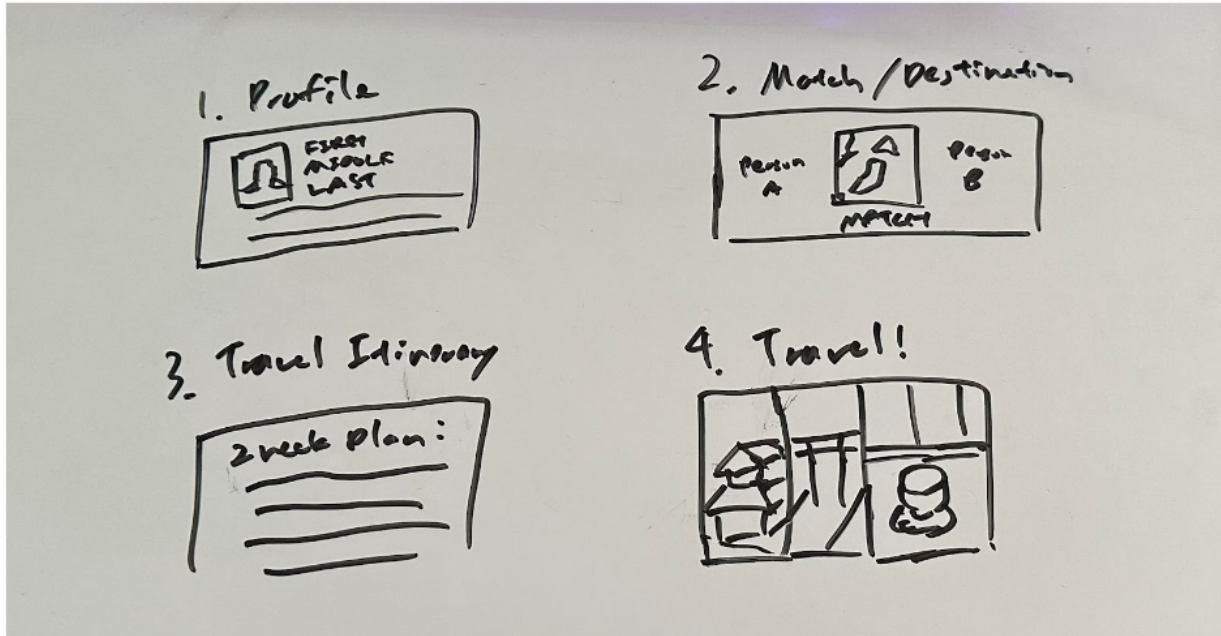 1. Profile
FIRST
MIDDLE
LAST
2. Match/Destination
Person
A
Person
B
MATCH
3. Travel Itinerary
2 week Plan:
4. Travel!